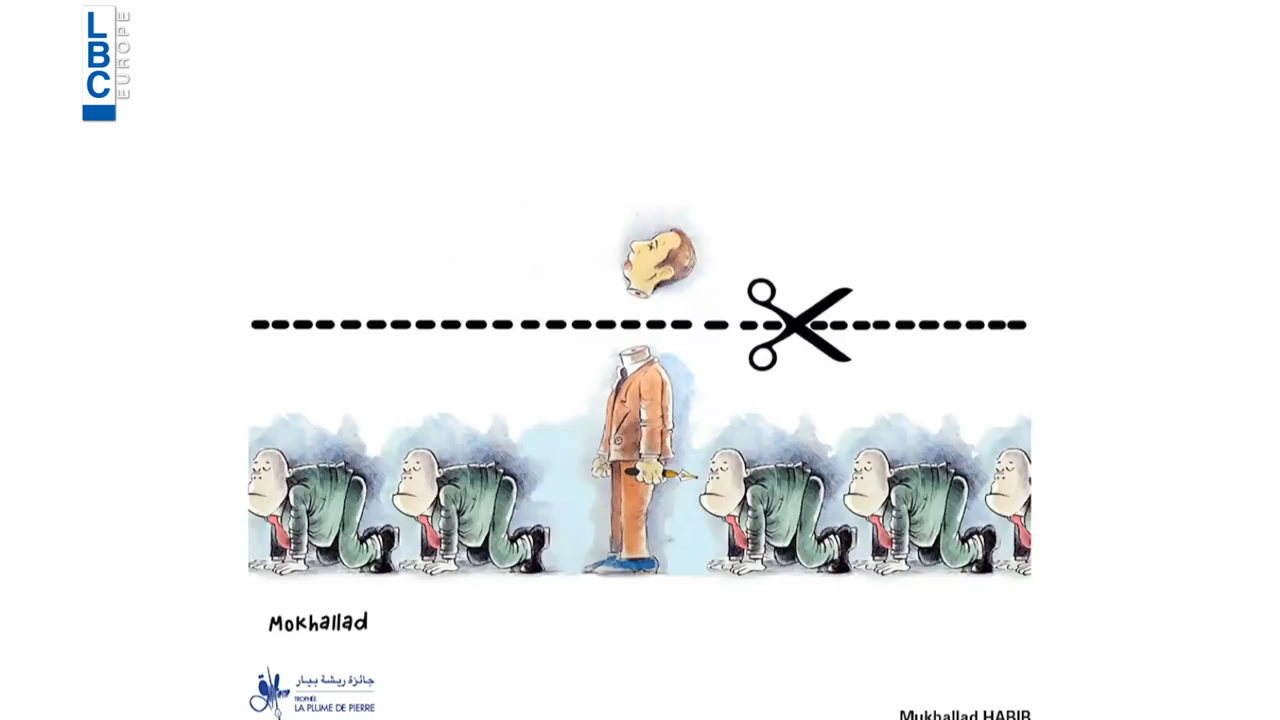 LBC
EUROPE
Mokhallad
جائزة ريشة بيار
TROPHÉE
LA PLUME DE PIERRE
Mukhallad HABIB